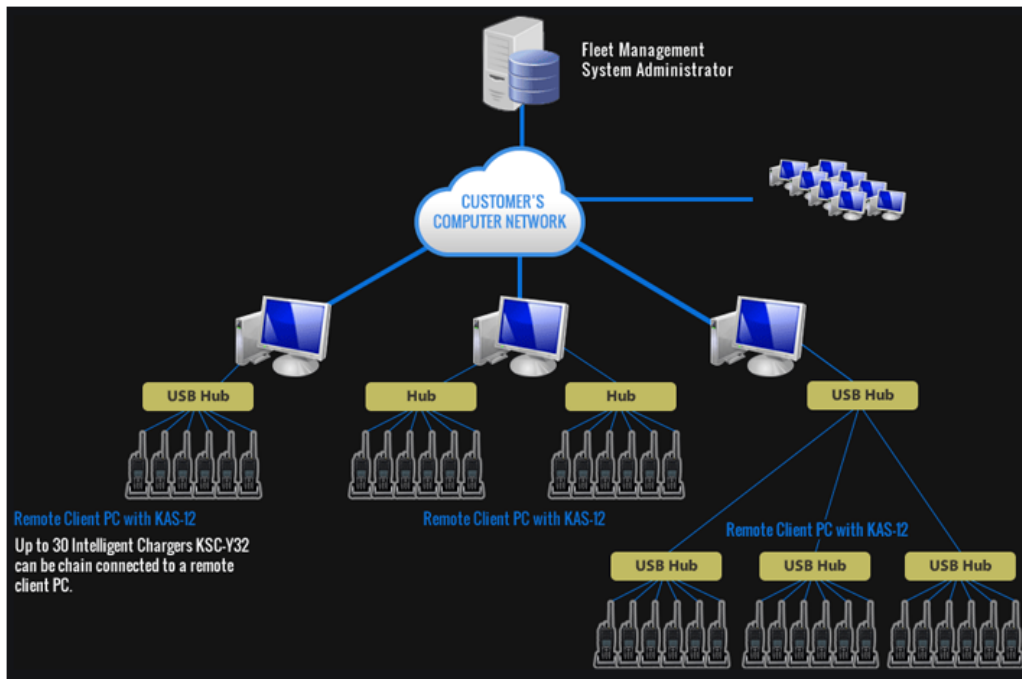 Fleet Management
System Administrator
CUSTOMER'S
COMPUTER NETWORK
USB Hub
Hub
Hub
USB Hub
Remote Client PC with KAS-12
Up to 30 Intelligent Chargers KSC-Y32
can be chain connected to a remote
client PC.
Remote Client PC with KAS-12
Remote Client PC with KAS-12
USB Hub
USB Hub
USB Hub